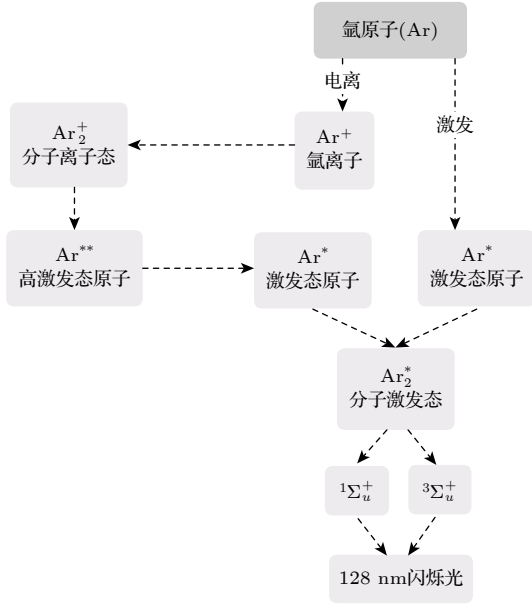 氩原子(Ar)
电离
激发
Ar₂⁺
分子离子态
Ar⁺
氩离子
Ar**
高激发态原子
Ar*
激发态原子
Ar*
激发态原子
Ar₂*
分子激发态
¹Σᵤ⁺
³Σᵤ⁺
128 nm闪烁光